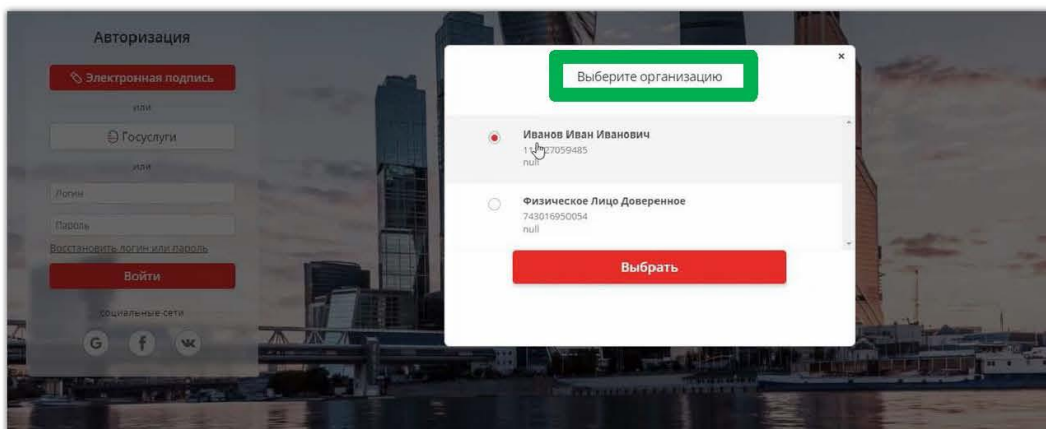 Авторизация
Электронная подпись
или
Госуслуги
или
Логин
Пароль
Восстановить логин или пароль
Войти
социальные сети
G f
Выберите организацию
×
Иванов Иван Иванович
null
Физическое Лицо Доверенное
743016950054
null
Выбрать